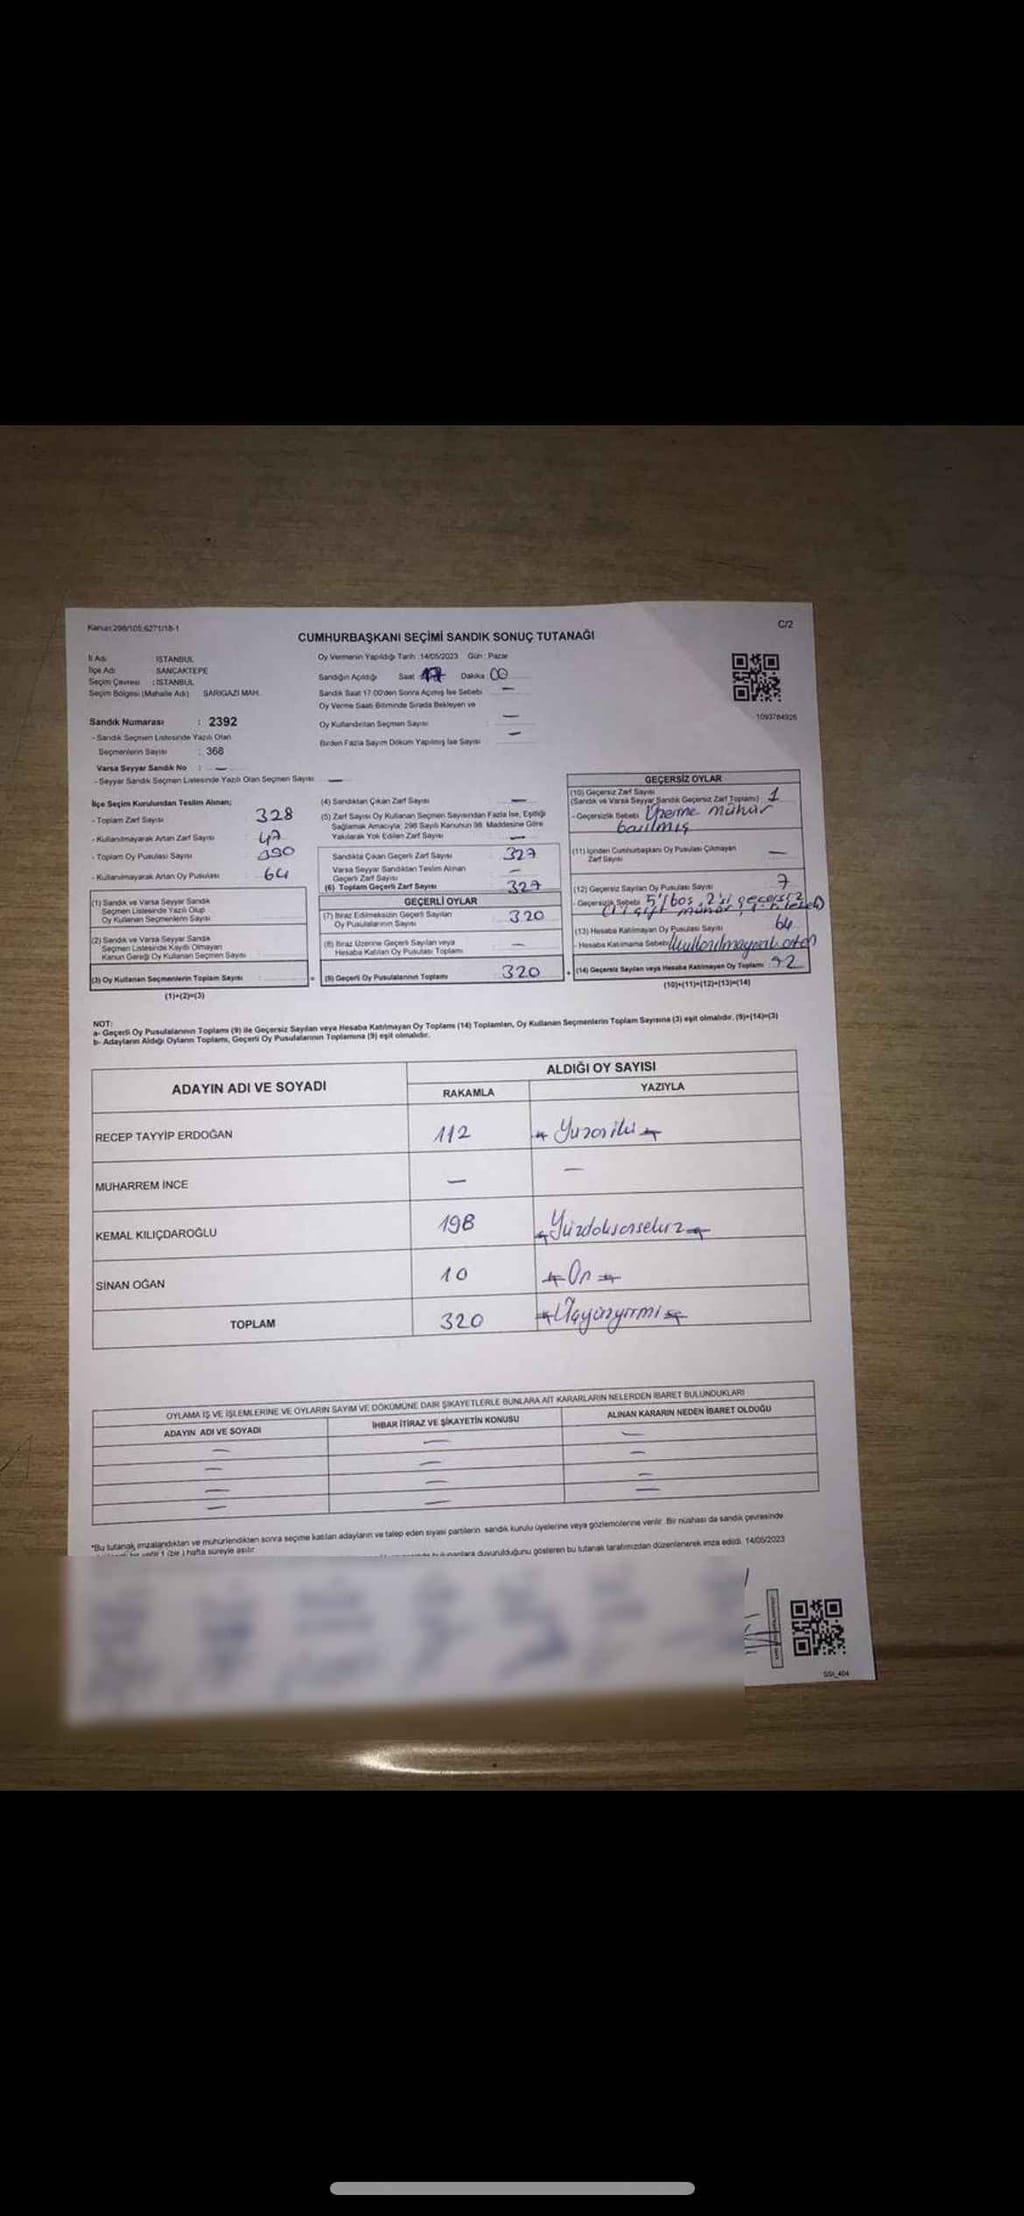 Kanun:298/105;6271/18-1
C/2
CUMHURBAŞKANI SEÇİMİ SANDIK SONUÇ TUTANAĞI
İl Adı İSTANBUL
İlçe Adı SANCAKTEPE
Seçim Çevresi : İSTANBUL
Seçim Bölgesi (Mahalle Adı) SARIGAZİ MAH.
Oy Vermenin Yapıldığı Tarih :14/05/2023 Gün : Pazar
Sandığın Açıldığı Saat 17 Dakika 00
Sandık Saat 17:00'den Sonra Açılmış İse Sebebi —
Oy Verme Saati Bitiminde Sırada Bekleyen ve
Oy Kullandırılan Seçmen Sayısı —
Birden Fazla Sayım Döküm Yapılmış İse Sayısı —
1093784926
Sandık Numarası : 2392
- Sandık Seçmen Listesinde Yazılı Olan
Seçmenlerin Sayısı : 368
Varsa Seyyar Sandık No : —
- Seyyar Sandık Seçmen Listesinde Yazılı Olan Seçmen Sayısı —
İlçe Seçim Kurulundan Teslim Alınan;
- Toplam Zarf Sayısı 328
- Kullanılmayarak Artan Zarf Sayısı 47
- Toplam Oy Pusulası Sayısı 390
- Kullanılmayarak Artan Oy Pusulası 64
(1) Sandık ve Varsa Seyyar Sandık
Seçmen Listesinde Yazılı Olup
Oy Kullanan Seçmenlerin Sayısı
(2) Sandık ve Varsa Seyyar Sandık
Seçmen Listesinde Kayıtlı Olmayan
Kanun Gereği Oy Kullanan Seçmen Sayısı
(3) Oy Kullanan Seçmenlerin Toplam Sayısı
(1)+(2)=(3)
(4) Sandıktan Çıkan Zarf Sayısı —
(5) Zarf Sayısı Oy Kullanan Seçmen Sayısından Fazla İse, Eşitliği
Sağlamak Amacıyla; 298 Sayılı Kanunun 98. Maddesine Göre
Yakılarak Yok Edilen Zarf Sayısı —
Sandıkta Çıkan Geçerli Zarf Sayısı 327
Varsa Seyyar Sandıktan Teslim Alınan
Geçerli Zarf Sayısı —
(6) Toplam Geçerli Zarf Sayısı 327
GEÇERLİ OYLAR
(7) İtiraz Edilmeksizin Geçerli Sayılan
Oy Pusulalarının Sayısı 320
(8) İtiraz Üzerine Geçerli Sayılan veya
Hesaba Katılan Oy Pusulası Toplamı —
= (9) Geçerli Oy Pusulalarının Toplamı 320
GEÇERSİZ OYLAR
(10) Geçersiz Zarf Sayısı
(Sandık ve Varsa Seyyar Sandık Geçersiz Zarf Toplamı) 1
- Geçersizlik Sebebi Üzerine mühür
basılmış
(11) İçinden Cumhurbaşkanı Oy Pusulası Çıkmayan
Zarf Sayısı —
(12) Geçersiz Sayılan Oy Pusulası Sayısı 7
- Geçersizlik Sebebi 5'i boş, 2'si geçersiz
çift mühür
(13) Hesaba Katılmayan Oy Pusulası Sayısı 64
- Hesaba Katılmama Sebebi Kullanılmayarak artan
+ (14) Geçersiz Sayılan veya Hesaba Katılmayan Oy Toplamı 92
(10)+(11)+(12)+(13)=(14)
NOT:
a- Geçerli Oy Pusulalarının Toplamı (9) ile Geçersiz Sayılan veya Hesaba Katılmayan Oy Toplamı (14) Toplamları, Oy Kullanan Seçmenlerin Toplam Sayısına (3) eşit olmalıdır. (9)+(14)=(3)
b- Adayların Aldığı Oyların Toplamı, Geçerli Oy Pusulalarının Toplamına (9) eşit olmalıdır.
ADAYIN ADI VE SOYADI
ALDIĞI OY SAYISI
RAKAMLA YAZIYLA
RECEP TAYYİP ERDOĞAN 112 Yüzoniki
MUHARREM İNCE — —
KEMAL KILIÇDAROĞLU 198 Yüzdoksansekiz
SİNAN OĞAN 10 On
TOPLAM 320 Üçyüzyirmi
OYLAMA İŞ VE İŞLEMLERİNE VE OYLARIN SAYIM VE DÖKÜMÜNE DAİR ŞİKAYETLERLE BUNLARA AİT KARARLARIN NELERDEN İBARET BULUNDUKLARI
ADAYIN ADI VE SOYADI İHBAR İTİRAZ VE ŞİKAYETİN KONUSU ALINAN KARARIN NEDEN İBARET OLDUĞU
— — —
— — —
— — —
— — —
*Bu tutanak, imzalandıktan ve mühürlendikten sonra seçime katılan adayların ve talep eden siyasi partilerin sandık kurulu üyelerine veya gözlemcilerine verilir. Bir nüshası da sandık çevresinde
1 (bir) hafta süreyle asılır.
duyurulduğunu gösteren bu tutanak tarafımızdan düzenlenerek imza edildi. 14/05/2023
SSI_404